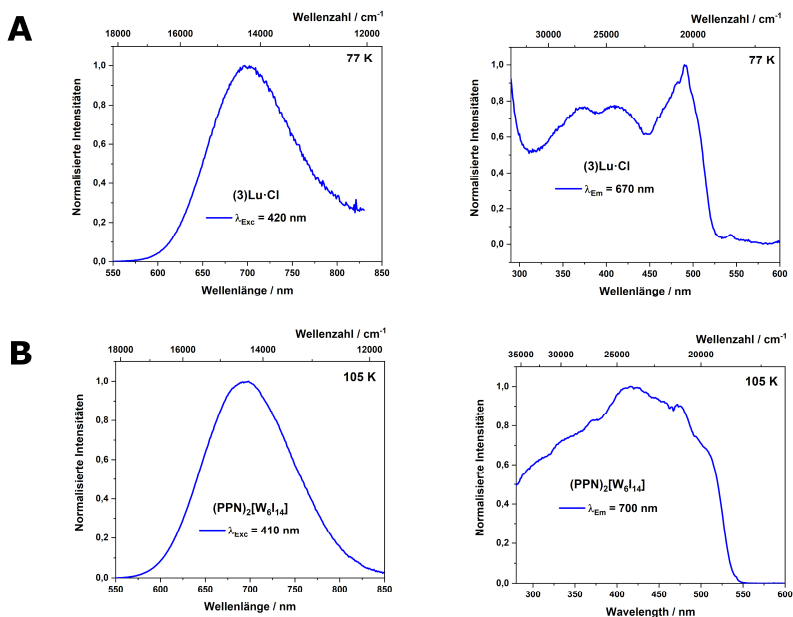 A
Wellenzahl / cm-1
18000 16000 14000 12000
77 K
1,0
0,8
0,6
0,4
0,2
0,0
Normalisierte Intensitäten
(3)Lu·Cl
λExc = 420 nm
550 600 650 700 750 800 850
Wellenlänge / nm
Wellenzahl / cm-1
30000 25000 20000
77 K
1,0
0,8
0,6
0,4
0,2
0,0
Normalisierte Intensitäten
(3)Lu·Cl
λEm = 670 nm
300 350 400 450 500 550 600
Wellenlänge / nm
B
Wellenzahl / cm-1
18000 16000 14000 12000
105 K
1,0
0,8
0,6
0,4
0,2
0,0
Normalisierte Intensitäten
(PPN)2[W6I14]
λExc = 410 nm
550 600 650 700 750 800 850
Wellenlänge / nm
Wellenzahl / cm-1
36000 30000 24000 20000
105 K
1,0
0,8
0,6
0,4
0,2
0,0
Normalisierte Intensitäten
(PPN)2[W6I14]
λEm = 700 nm
300 350 400 450 500 550 600
Wavelength / nm